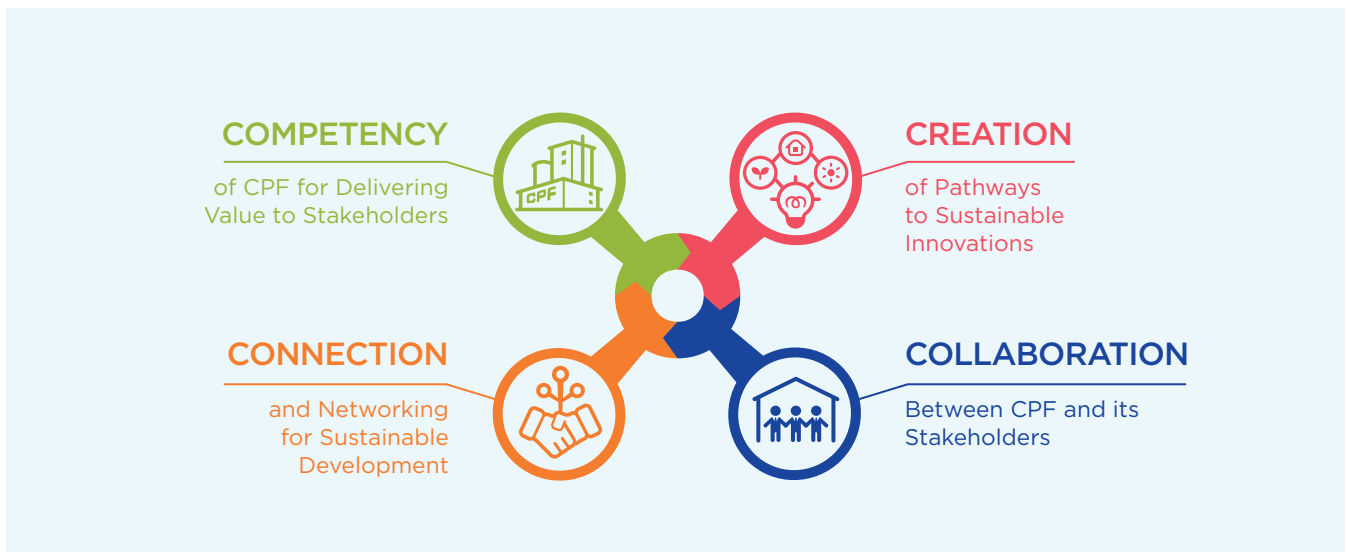 COMPETENCY
of CPF for Delivering
Value to Stakeholders
CPF
CREATION
of Pathways
to Sustainable
Innovations
CONNECTION
and Networking
for Sustainable
Development
COLLABORATION
Between CPF and its
Stakeholders